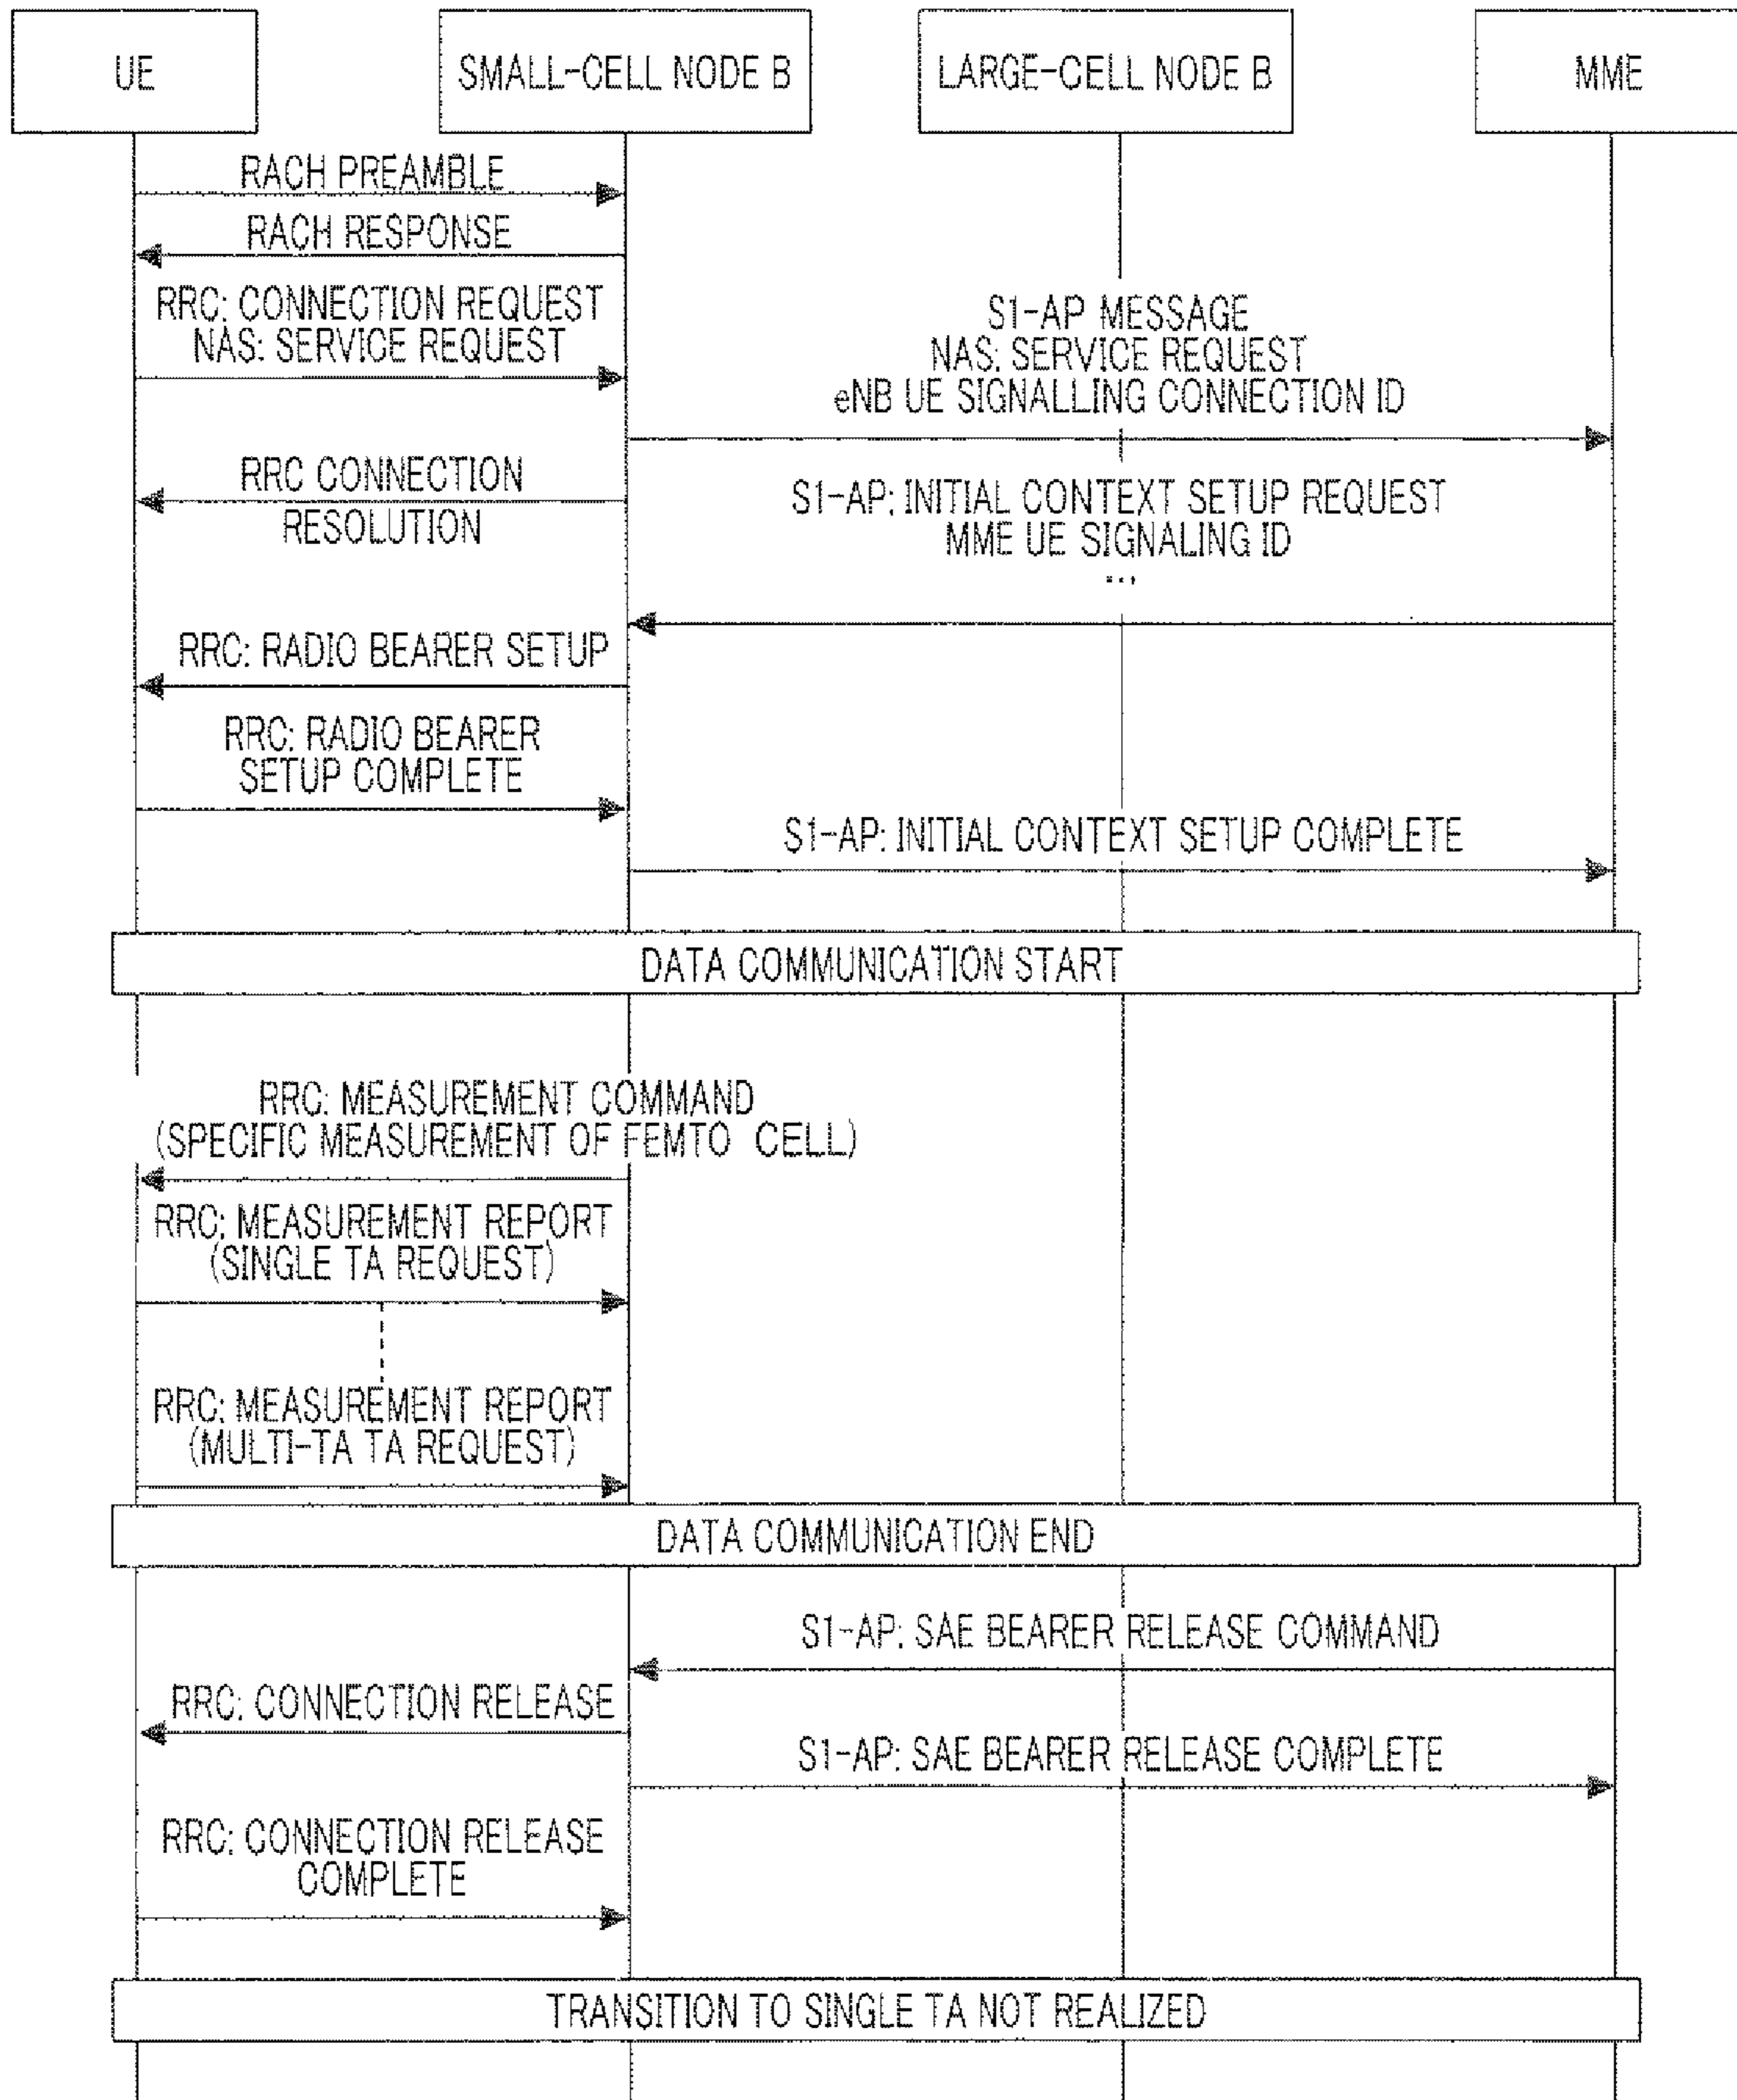 UE
SMALL-CELL NODE B
LARGE-CELL NODE B
MME
RACH PREAMBLE
RACH RESPONSE
RRC: CONNECTION REQUEST
NAS: SERVICE REQUEST
S1-AP MESSAGE
NAS: SERVICE REQUEST
eNB UE SIGNALLING CONNECTION ID
...
RRC CONNECTION
RESOLUTION
S1-AP: INITIAL CONTEXT SETUP REQUEST
MME UE SIGNALING ID
...
RRC: RADIO BEARER SETUP
RRC: RADIO BEARER
SETUP COMPLETE
S1-AP: INITIAL CONTEXT SETUP COMPLETE
DATA COMMUNICATION START
RRC: MEASUREMENT COMMAND
(SPECIFIC MEASUREMENT OF FEMTO CELL)
RRC: MEASUREMENT REPORT
(SINGLE TA REQUEST)
RRC: MEASUREMENT REPORT
(MULTI-TA TA REQUEST)
DATA COMMUNICATION END
S1-AP: SAE BEARER RELEASE COMMAND
RRC: CONNECTION RELEASE
S1-AP: SAE BEARER RELEASE COMPLETE
RRC: CONNECTION RELEASE
COMPLETE
TRANSITION TO SINGLE TA NOT REALIZED